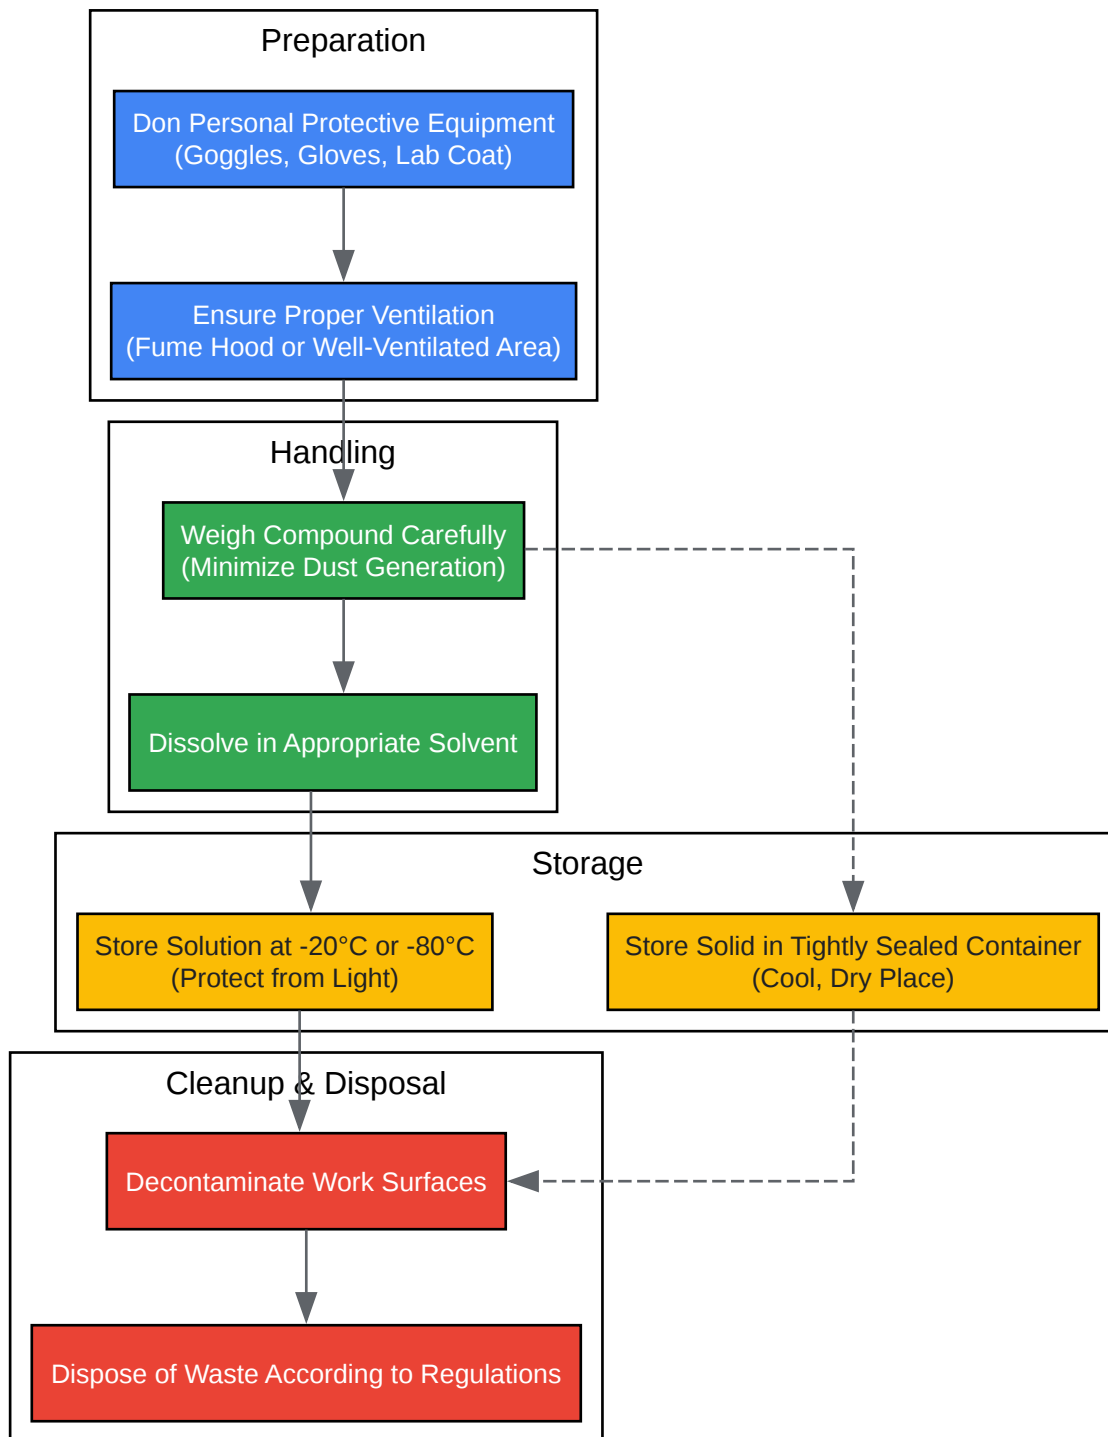 Preparation
Don Personal Protective Equipment
(Goggles, Gloves, Lab Coat)
Ensure Proper Ventilation
(Fume Hood or Well-Ventilated Area)
Handling
Weigh Compound Carefully
(Minimize Dust Generation)
Dissolve in Appropriate Solvent
Storage
Store Solution at -20°C or -80°C
(Protect from Light)
Store Solid in Tightly Sealed Container
(Cool, Dry Place)
Cleanup & Disposal
Decontaminate Work Surfaces
Dispose of Waste According to Regulations